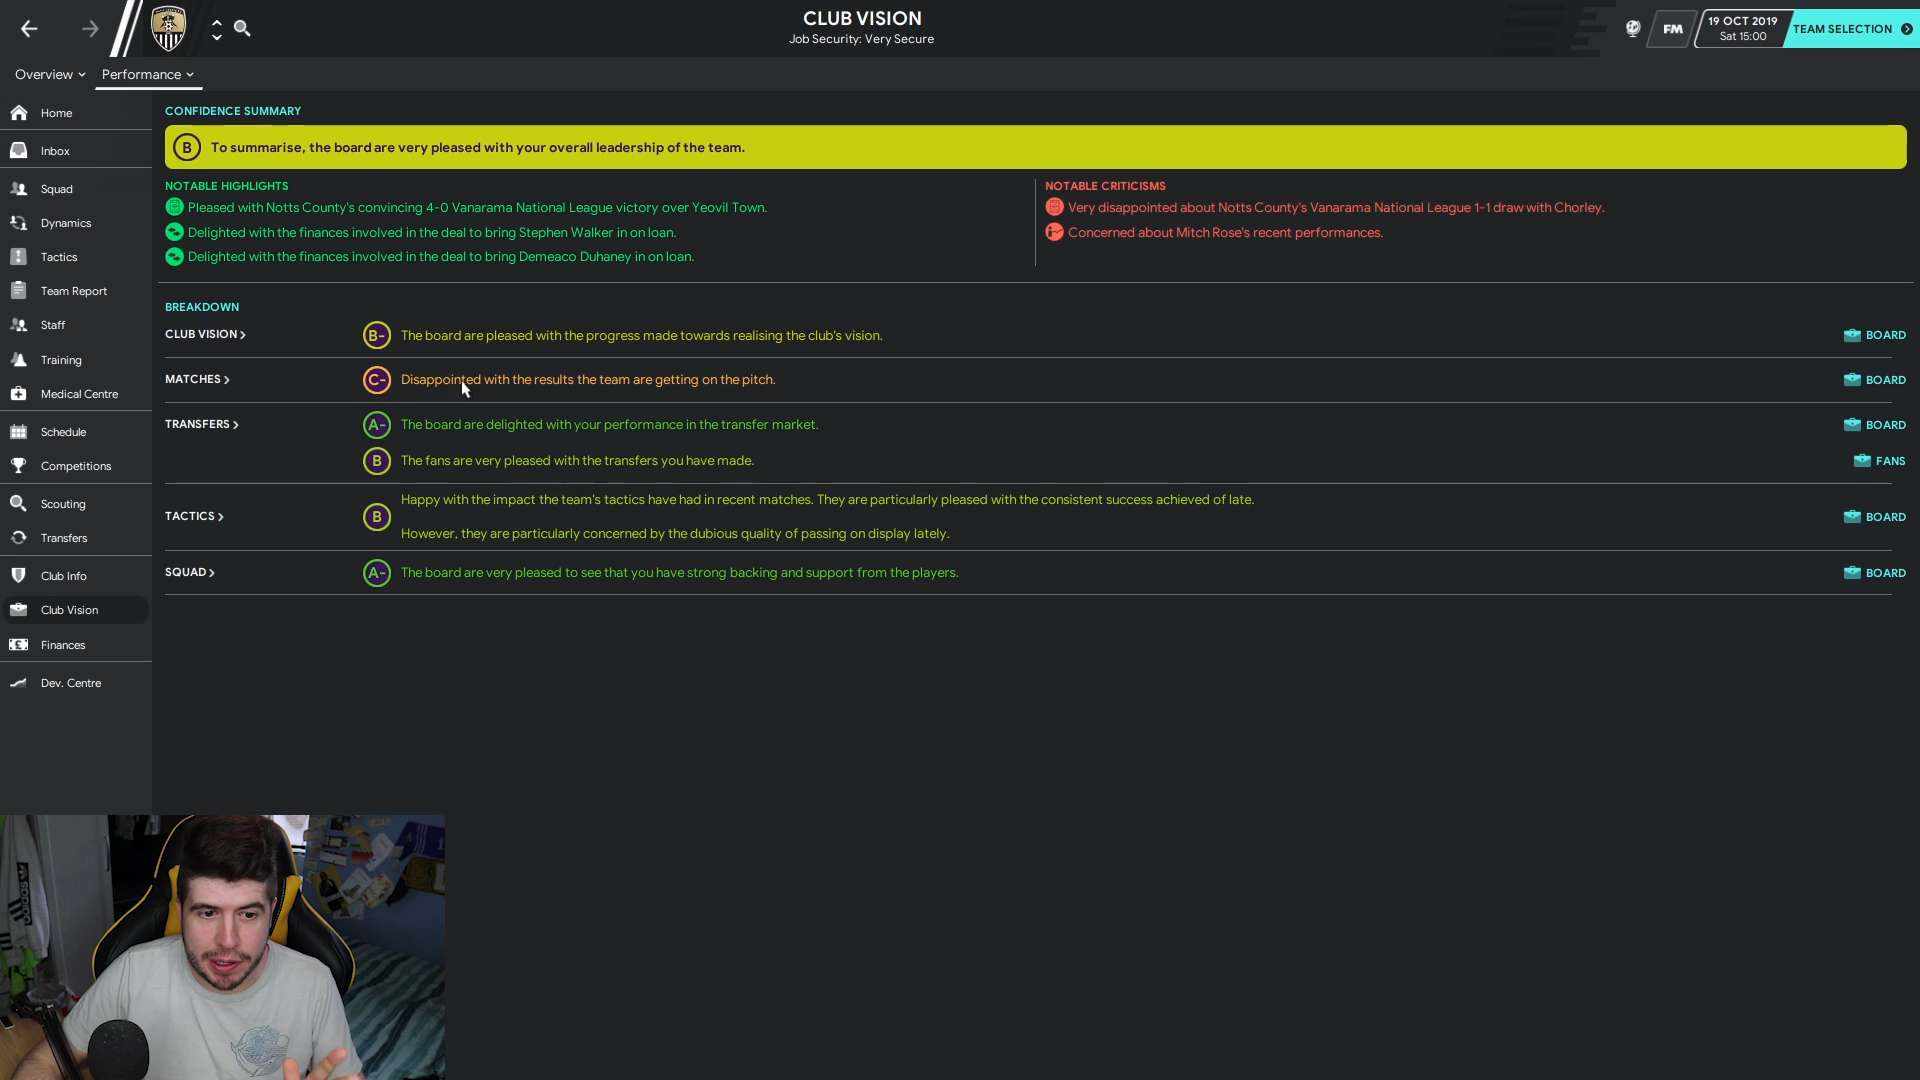 CLUB VISION
Job Security: Very Secure
FM
19 OCT 2019
Sat 15:00
TEAM SELECTION
Overview
Performance
Home
Inbox
Squad
Dynamics
Tactics
Team Report
Staff
Training
Medical Centre
Schedule
Competitions
Scouting
Transfers
Club Info
Club Vision
Finances
Dev. Centre
CONFIDENCE SUMMARY
B To summarise, the board are very pleased with your overall leadership of the team.
NOTABLE HIGHLIGHTS
Pleased with Notts County's convincing 4-0 Vanarama National League victory over Yeovil Town.
Delighted with the finances involved in the deal to bring Stephen Walker in on loan.
Delighted with the finances involved in the deal to bring Demeaco Duhaney in on loan.
NOTABLE CRITICISMS
Very disappointed about Notts County's Vanarama National League 1-1 draw with Chorley.
Concerned about Mitch Rose's recent performances.
BREAKDOWN
CLUB VISION B- The board are pleased with the progress made towards realising the club's vision. BOARD
MATCHES C- Disappointed with the results the team are getting on the pitch. BOARD
TRANSFERS A- The board are delighted with your performance in the transfer market. BOARD
B The fans are very pleased with the transfers you have made. FANS
TACTICS B Happy with the impact the team's tactics have had in recent matches. They are particularly pleased with the consistent success achieved of late. BOARD
However, they are particularly concerned by the dubious quality of passing on display lately.
SQUAD A- The board are very pleased to see that you have strong backing and support from the players. BOARD
adidas